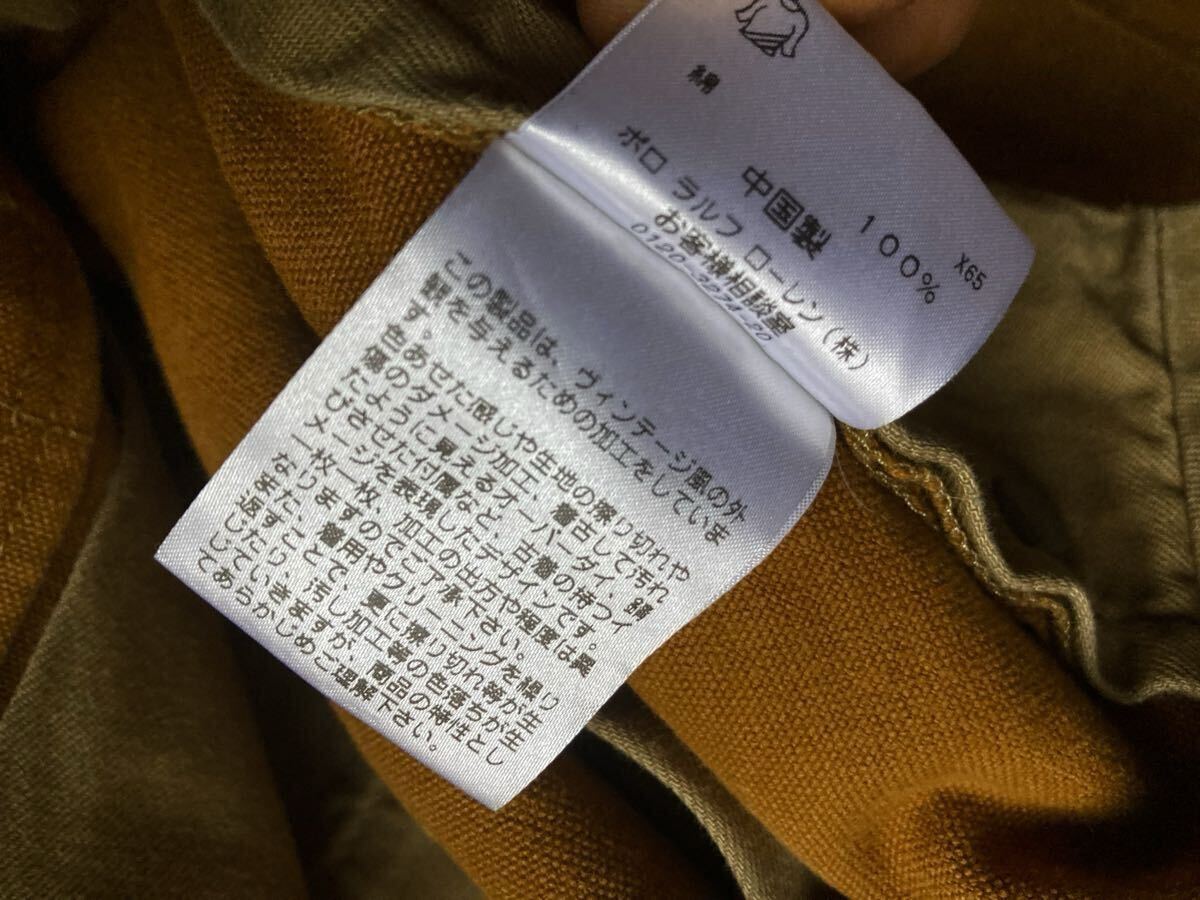 綿 100%
X65
中国製
ポロ ラルフ ローレン(株)
お客様相談室
0120-3274-20
この製品は、ヴィンテージ風の外
観を与えるための加工をしていま
す。
色あせた感じや生地の擦り切れや
傷のダメージ加工、着古して汚れ
たように見えるオーバーダイ、錆
びさせた付属など、古着の持つイ
メージを表現したデザインです。
一枚一枚、加工の出方や程度は異
なりますのでご了承下さい。
また、着用やクリーニングを繰り
返すことで、更に擦り切れ等が生
じたり、汚し加工等の色落ちが生
じていきますが、商品の特性とし
てあらかじめご理解下さい。